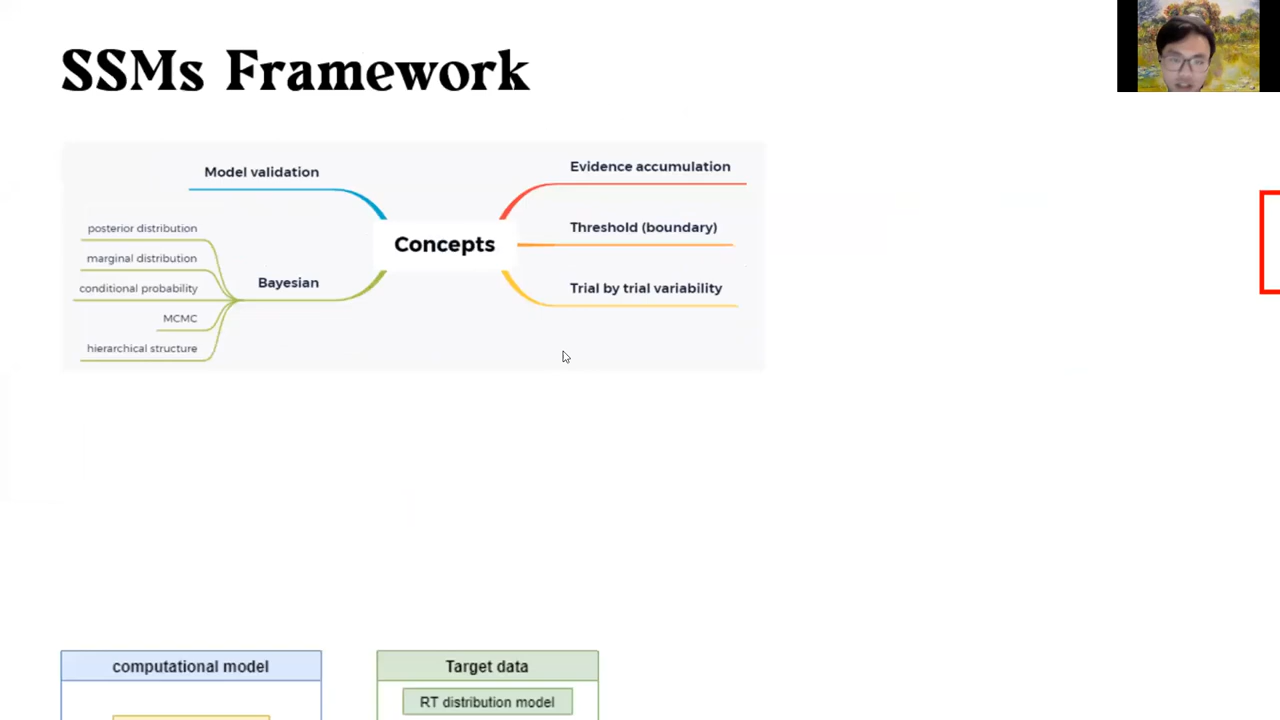 SSMs Framework
Model validation
Evidence accumulation
posterior distribution
Threshold (boundary)
marginal distribution
Concepts
conditional probability
Bayesian
Trial by trial variability
MCMC
hierarchical structure
computational model
Target data
RT distribution model